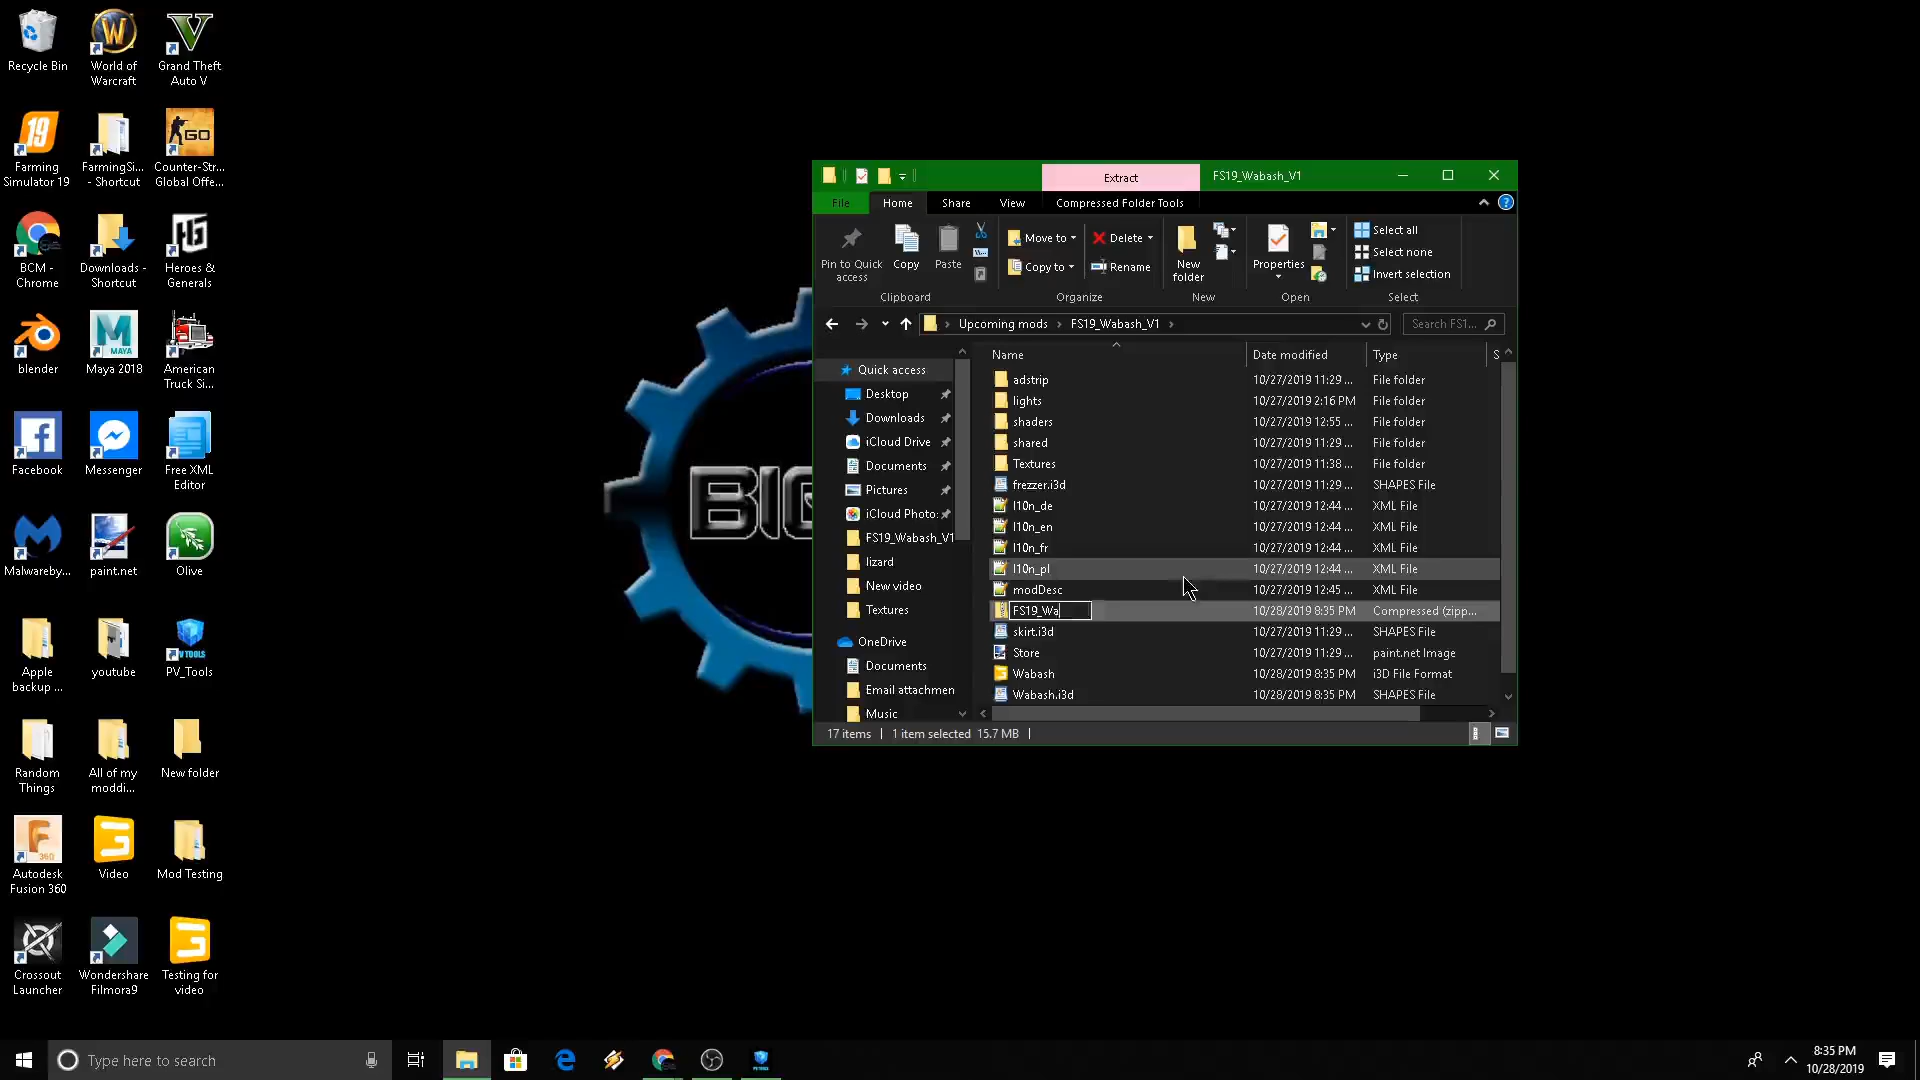 Recycle Bin
World of
Warcraft
Grand Theft
Auto V
Farming
Simulator 19
FarmingSi...
- Shortcut
Counter-Str...
Global Offe...
BCM -
Chrome
Downloads -
Shortcut
Heroes &
Generals
blender
Maya 2018
American
Truck Si...
Facebook
Messenger
Free XML
Editor
Malwareby...
paint.net
Olive
Apple
backup ...
youtube
PV_Tools
Random
Things
All of my
moddi...
New folder
Autodesk
Fusion 360
Video
Mod Testing
Crossout
Launcher
Wondershare
Filmora9
Testing for
video
19
GO
MAYA
BIG
Extract
FS19_Wabash_V1
File
Home
Share
View
Compressed Folder Tools
Pin to Quick
access
Copy
Paste
Move to
Copy to
Delete
Rename
New
folder
Properties
Select all
Select none
Invert selection
Clipboard
Organize
New
Open
Select
Upcoming mods
FS19_Wabash_V1
Search FS1...
Quick access
Desktop
Downloads
iCloud Drive
Documents
Pictures
iCloud Photo:
FS19_Wabash_V1
lizard
New video
Textures
OneDrive
Documents
Email attachmen
Music
Name Date modified Type S
adstrip 10/27/2019 11:29 ... File folder
lights 10/27/2019 2:16 PM File folder
shaders 10/27/2019 12:55 ... File folder
shared 10/27/2019 11:29 ... File folder
Textures 10/27/2019 11:38 ... File folder
frezzer.i3d 10/27/2019 11:29 ... SHAPES File
l10n_de 10/27/2019 12:44 ... XML File
l10n_en 10/27/2019 12:44 ... XML File
l10n_fr 10/27/2019 12:44 ... XML File
l10n_pl 10/27/2019 12:44 ... XML File
modDesc 10/27/2019 12:45 ... XML File
FS19_Wa 10/28/2019 8:35 PM Compressed (zipp...
skirt.i3d 10/27/2019 11:29 ... SHAPES File
Store 10/27/2019 11:29 ... paint.net Image
Wabash 10/28/2019 8:35 PM i3D File Format
Wabash.i3d 10/28/2019 8:35 PM SHAPES File
17 items 1 item selected 15.7 MB
Type here to search
8:35 PM
10/28/2019